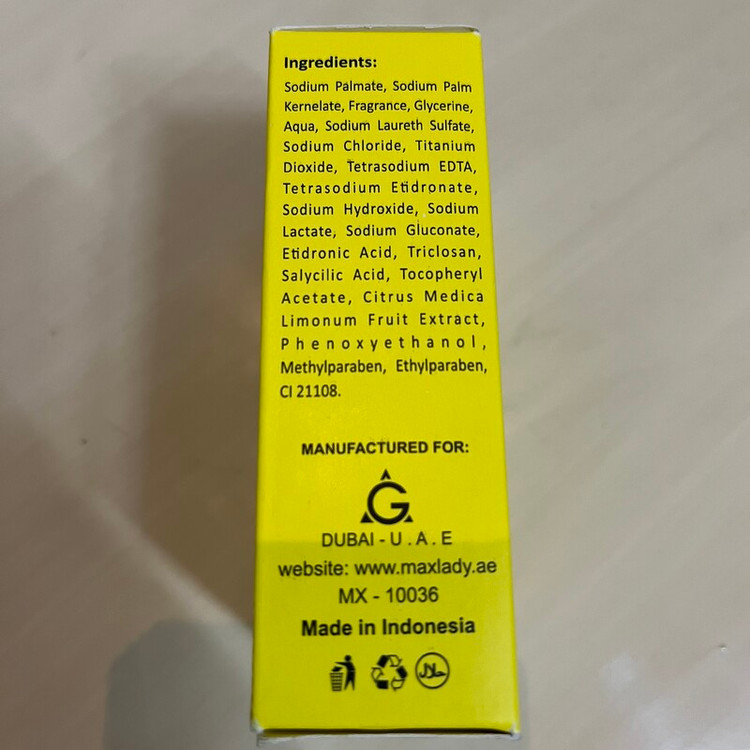 Ingredients:
Sodium Palmate, Sodium Palm
Kernelate, Fragrance, Glycerine,
Aqua, Sodium Laureth Sulfate,
Sodium Chloride, Titanium
Dioxide, Tetrasodium EDTA,
Tetrasodium Etidronate,
Sodium Hydroxide, Sodium
Lactate, Sodium Gluconate,
Etidronic Acid, Triclosan,
Salycilic Acid, Tocopheryl
Acetate, Citrus Medica
Limonum Fruit Extract,
Phenoxyethanol,
Methylparaben, Ethylparaben,
CI 21108.
MANUFACTURED FOR:
G
DUBAI - U . A . E
website: www.maxlady.ae
MX - 10036
Made in Indonesia
حلال